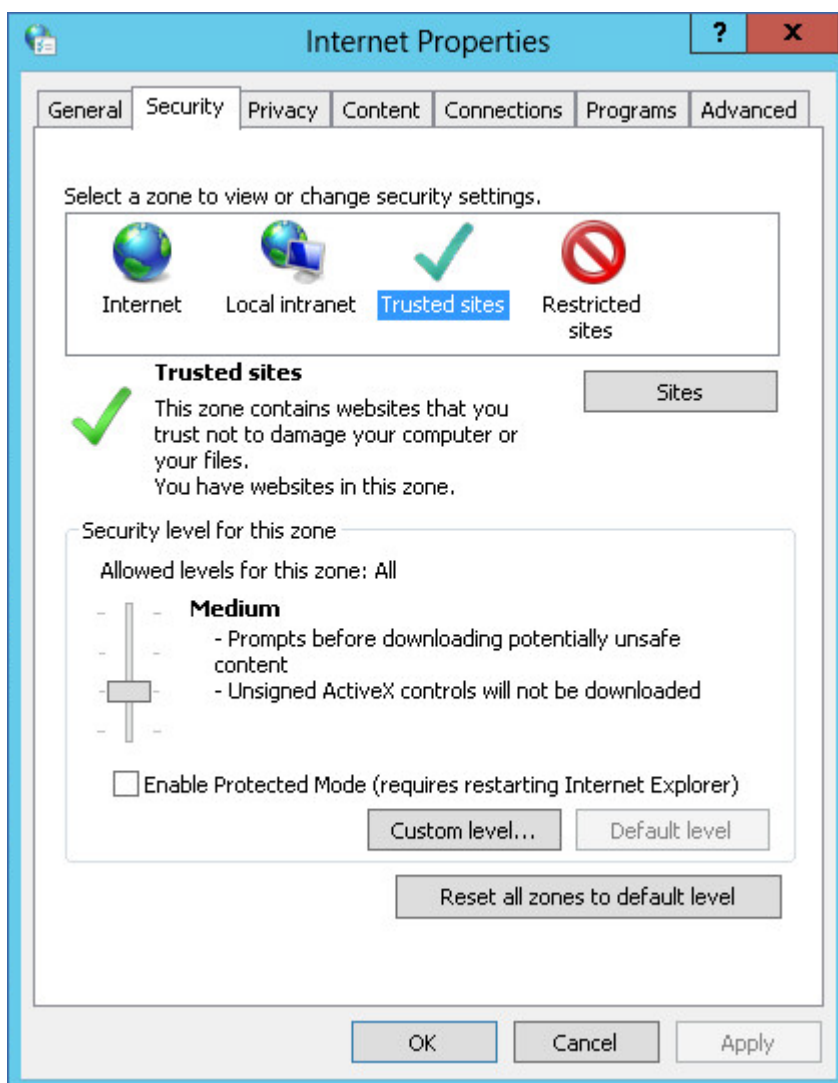 Internet Properties
? x
General Security Privacy Content Connections Programs Advanced
Select a zone to view or change security settings.
Internet Local intranet Trusted sites Restricted
sites
Trusted sites
Sites
This zone contains websites that you
trust not to damage your computer or
your files.
You have websites in this zone.
Security level for this zone
Allowed levels for this zone: All
Medium
- Prompts before downloading potentially unsafe
content
- Unsigned ActiveX controls will not be downloaded
Enable Protected Mode (requires restarting Internet Explorer)
Custom level... Default level
Reset all zones to default level
OK Cancel Apply